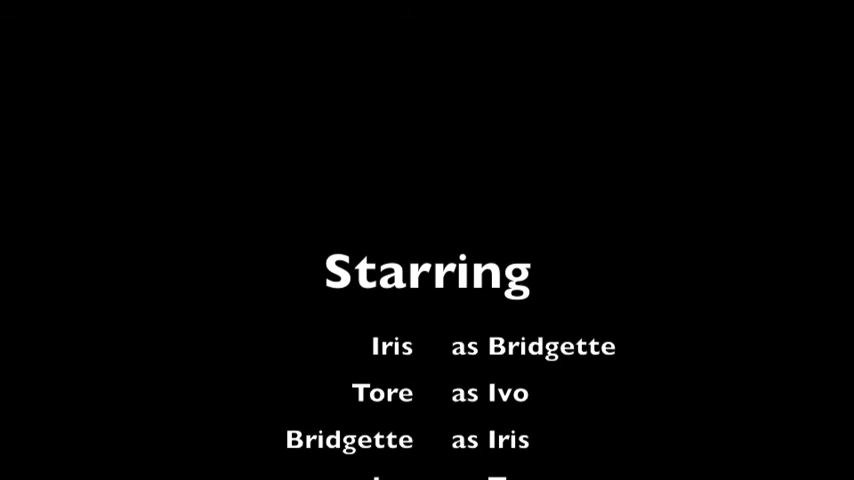 Starring
Iris as Bridgette
Tore as Ivo
Bridgette as Iris